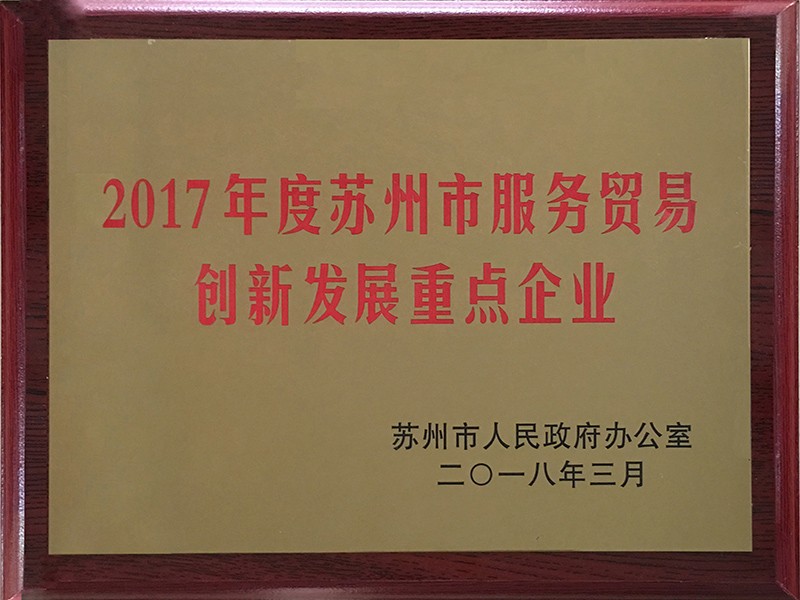 2017年度苏州市服务贸易
创新发展重点企业
苏州市人民政府办公室
二〇一八年三月